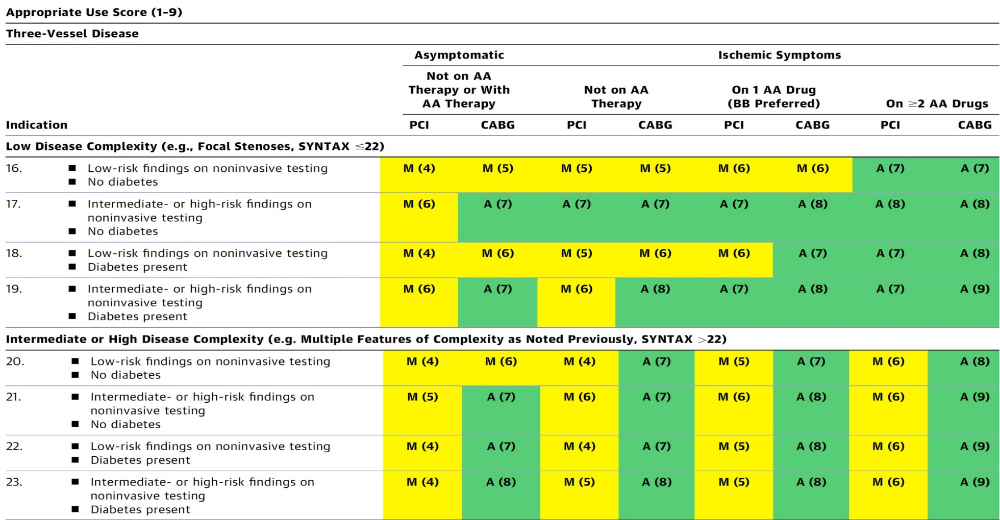 Appropriate Use Score (1–9)
Three-Vessel Disease
Asymptomatic Ischemic Symptoms
Not on AA
Therapy or With
AA Therapy
Not on AA
Therapy
On 1 AA Drug
(BB Preferred)
On ≥2 AA Drugs
Indication PCI CABG PCI CABG PCI CABG PCI CABG
Low Disease Complexity (e.g., Focal Stenoses, SYNTAX ≤22)
16. ■ Low-risk findings on noninvasive testing M (4) M (5) M (5) M (5) M (6) M (6) A (7) A (7)
■ No diabetes
17. ■ Intermediate- or high-risk findings on M (6) A (7) A (7) A (7) A (7) A (8) A (8) A (8)
noninvasive testing
■ No diabetes
18. ■ Low-risk findings on noninvasive testing M (4) M (6) M (5) M (6) M (6) A (7) A (7) A (8)
■ Diabetes present
19. ■ Intermediate- or high-risk findings on M (6) A (7) M (6) A (8) A (7) A (8) A (7) A (9)
noninvasive testing
■ Diabetes present
Intermediate or High Disease Complexity (e.g. Multiple Features of Complexity as Noted Previously, SYNTAX >22)
20. ■ Low-risk findings on noninvasive testing M (4) M (6) M (4) A (7) M (5) A (7) M (6) A (8)
■ No diabetes
21. ■ Intermediate- or high-risk findings on M (5) A (7) M (6) A (7) M (6) A (8) M (6) A (9)
noninvasive testing
■ No diabetes
22. ■ Low-risk findings on noninvasive testing M (4) A (7) M (4) A (7) M (5) A (8) M (6) A (9)
■ Diabetes present
23. ■ Intermediate- or high-risk findings on M (4) A (8) M (5) A (8) M (5) A (8) M (6) A (9)
noninvasive testing
■ Diabetes present